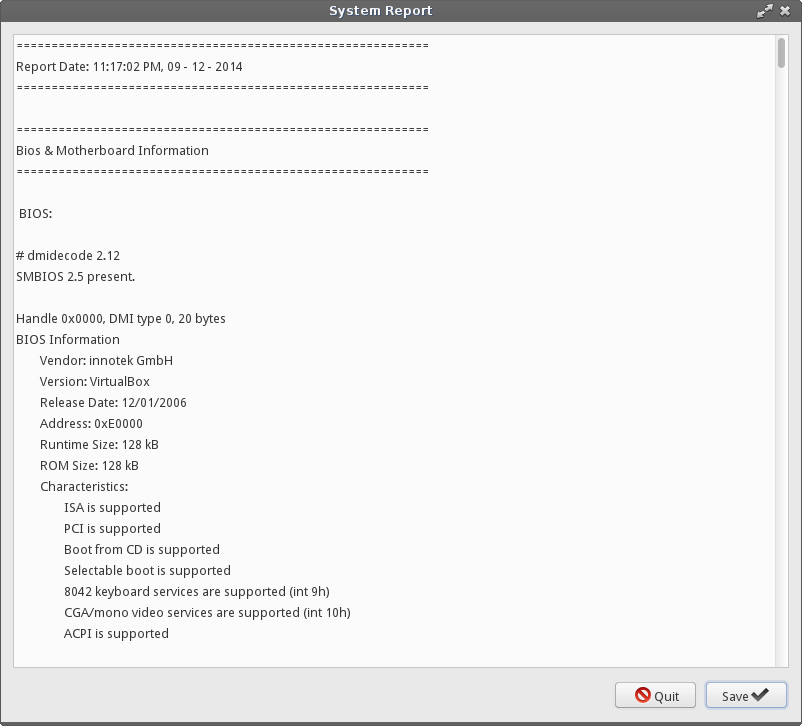 System Report
===========================================================
Report Date: 11:17:02 PM, 09 - 12 - 2014
===========================================================
===========================================================
Bios & Motherboard Information
===========================================================
BIOS:
# dmidecode 2.12
SMBIOS 2.5 present.
Handle 0x0000, DMI type 0, 20 bytes
BIOS Information
Vendor: innotek GmbH
Version: VirtualBox
Release Date: 12/01/2006
Address: 0xE0000
Runtime Size: 128 kB
ROM Size: 128 kB
Characteristics:
ISA is supported
PCI is supported
Boot from CD is supported
Selectable boot is supported
8042 keyboard services are supported (int 9h)
CGA/mono video services are supported (int 10h)
ACPI is supported
Quit
Save